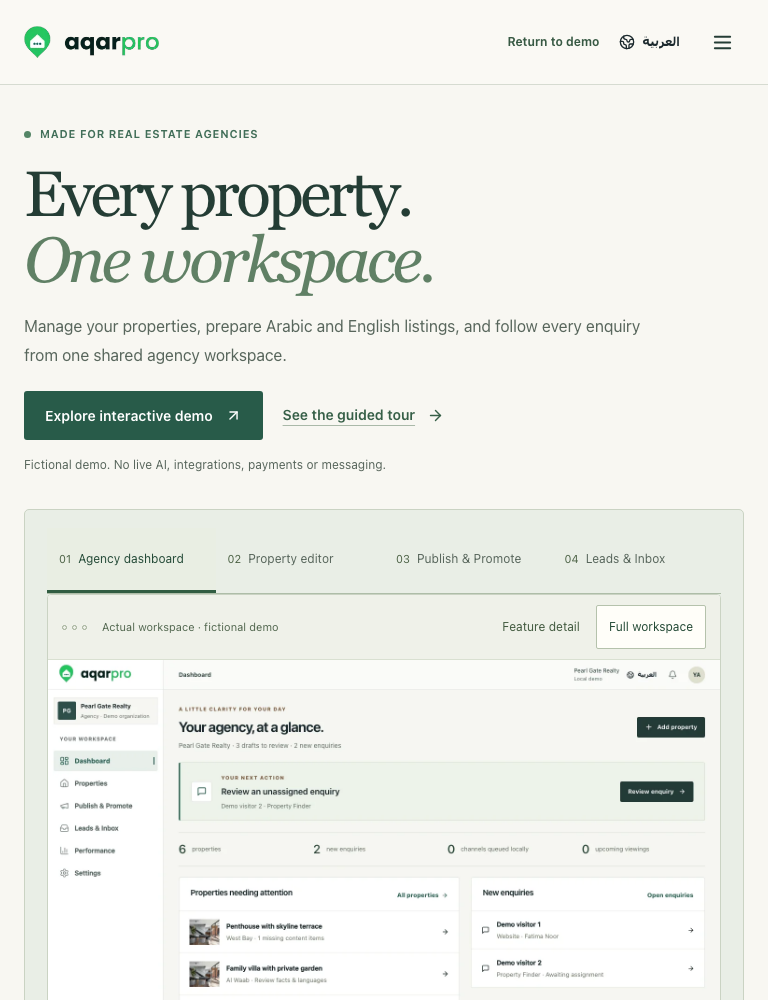 aqarpro
Return to demo
العربية
MADE FOR REAL ESTATE AGENCIES
Every property.
One workspace.
Manage your properties, prepare Arabic and English listings, and follow every enquiry
from one shared agency workspace.
Explore interactive demo
See the guided tour
Fictional demo. No live AI, integrations, payments or messaging.
01 Agency dashboard
02 Property editor
03 Publish & Promote
04 Leads & Inbox
Actual workspace · fictional demo
Feature detail
Full workspace
aqarpro
Dashboard
Pearl Gate Realty
Local demo
العربية
YA
PG
Pearl Gate Realty
Agency · Demo organization
YOUR WORKSPACE
Dashboard
Properties
Publish & Promote
Leads & Inbox
Performance
Settings
A LITTLE CLARITY FOR YOUR DAY
Your agency, at a glance.
Pearl Gate Realty · 3 drafts to review · 2 new enquiries
Add property
YOUR NEXT ACTION
Review an unassigned enquiry
Demo visitor 2 · Property Finder
Review enquiry
6 properties
2 new enquiries
0 channels queued locally
0 upcoming viewings
Properties needing attention
All properties
Penthouse with skyline terrace
West Bay · 1 missing content items
Family villa with private garden
Al Waab · Review facts & languages
New enquiries
Open enquiries
Demo visitor 1
Website · Fatima Noor
Demo visitor 2
Property Finder · Awaiting assignment